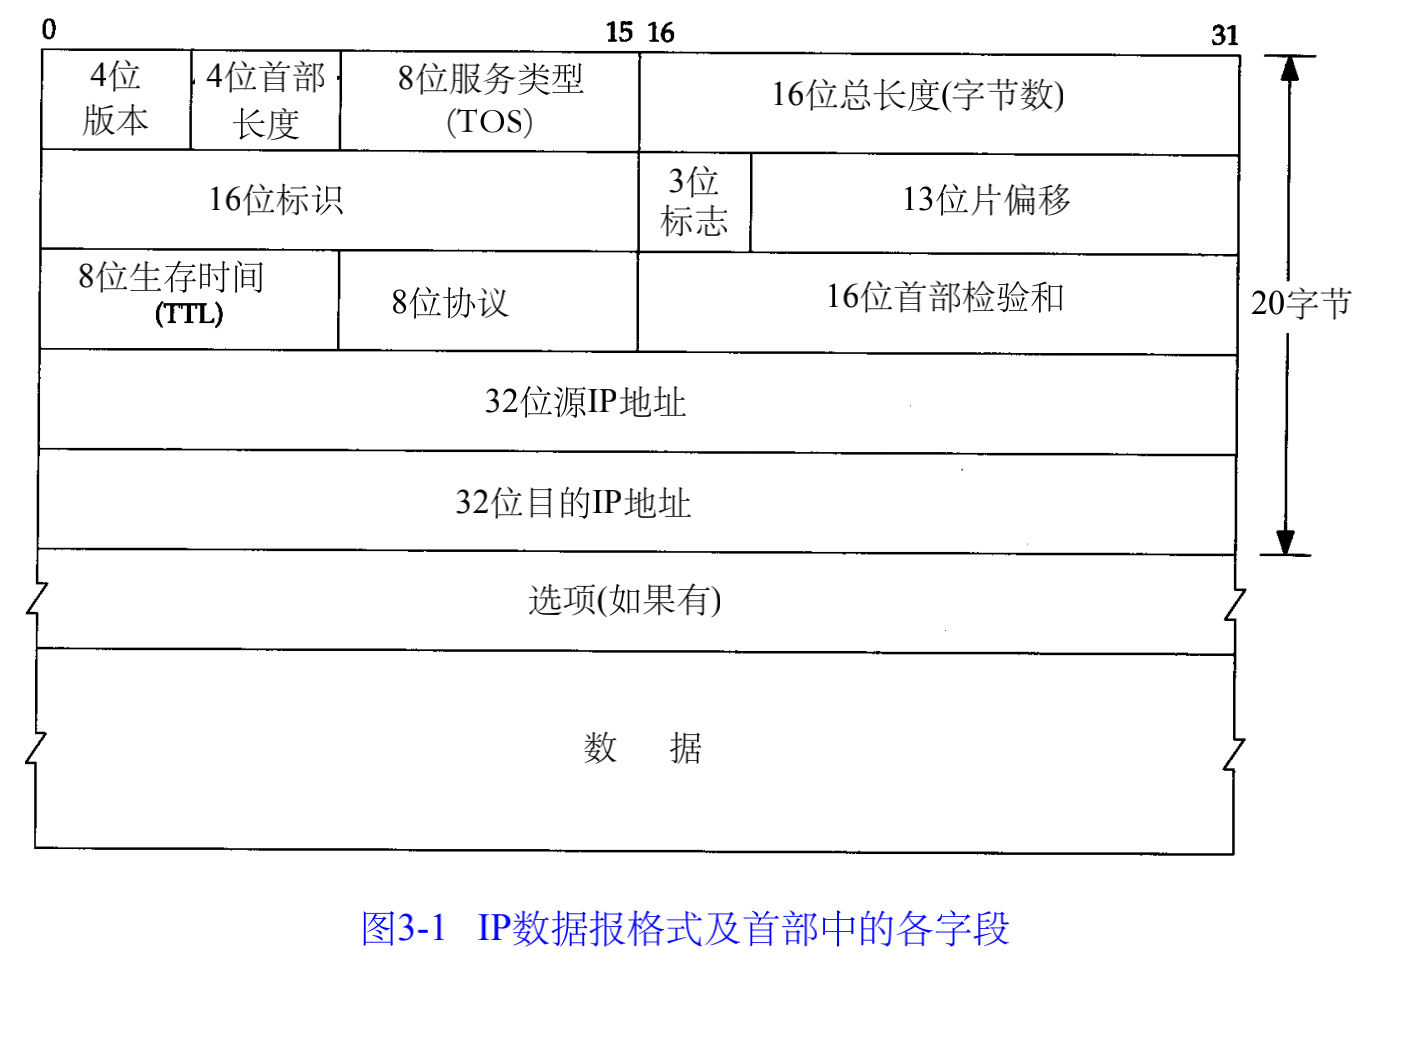 0 15 16 31
4位
版本
4位首部
长度
8位服务类型
(TOS)
16位总长度(字节数)
16位标识
3位
标志
13位片偏移
8位生存时间
(TTL)
8位协议
16位首部检验和
20字节
32位源IP地址
32位目的IP地址
选项(如果有)
数 据
图3-1 IP数据报格式及首部中的各字段